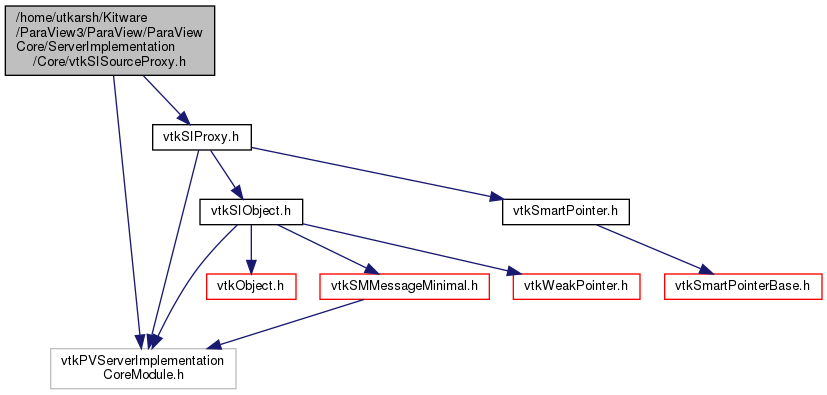 /home/utkarsh/Kitware
/ParaView3/ParaView/ParaView
Core/ServerImplementation
/Core/vtkSISourceProxy.h
vtkSIProxy.h
vtkSIObject.h
vtkSmartPointer.h
vtkObject.h
vtkSMMessageMinimal.h
vtkWeakPointer.h
vtkSmartPointerBase.h
vtkPVServerImplementation
CoreModule.h